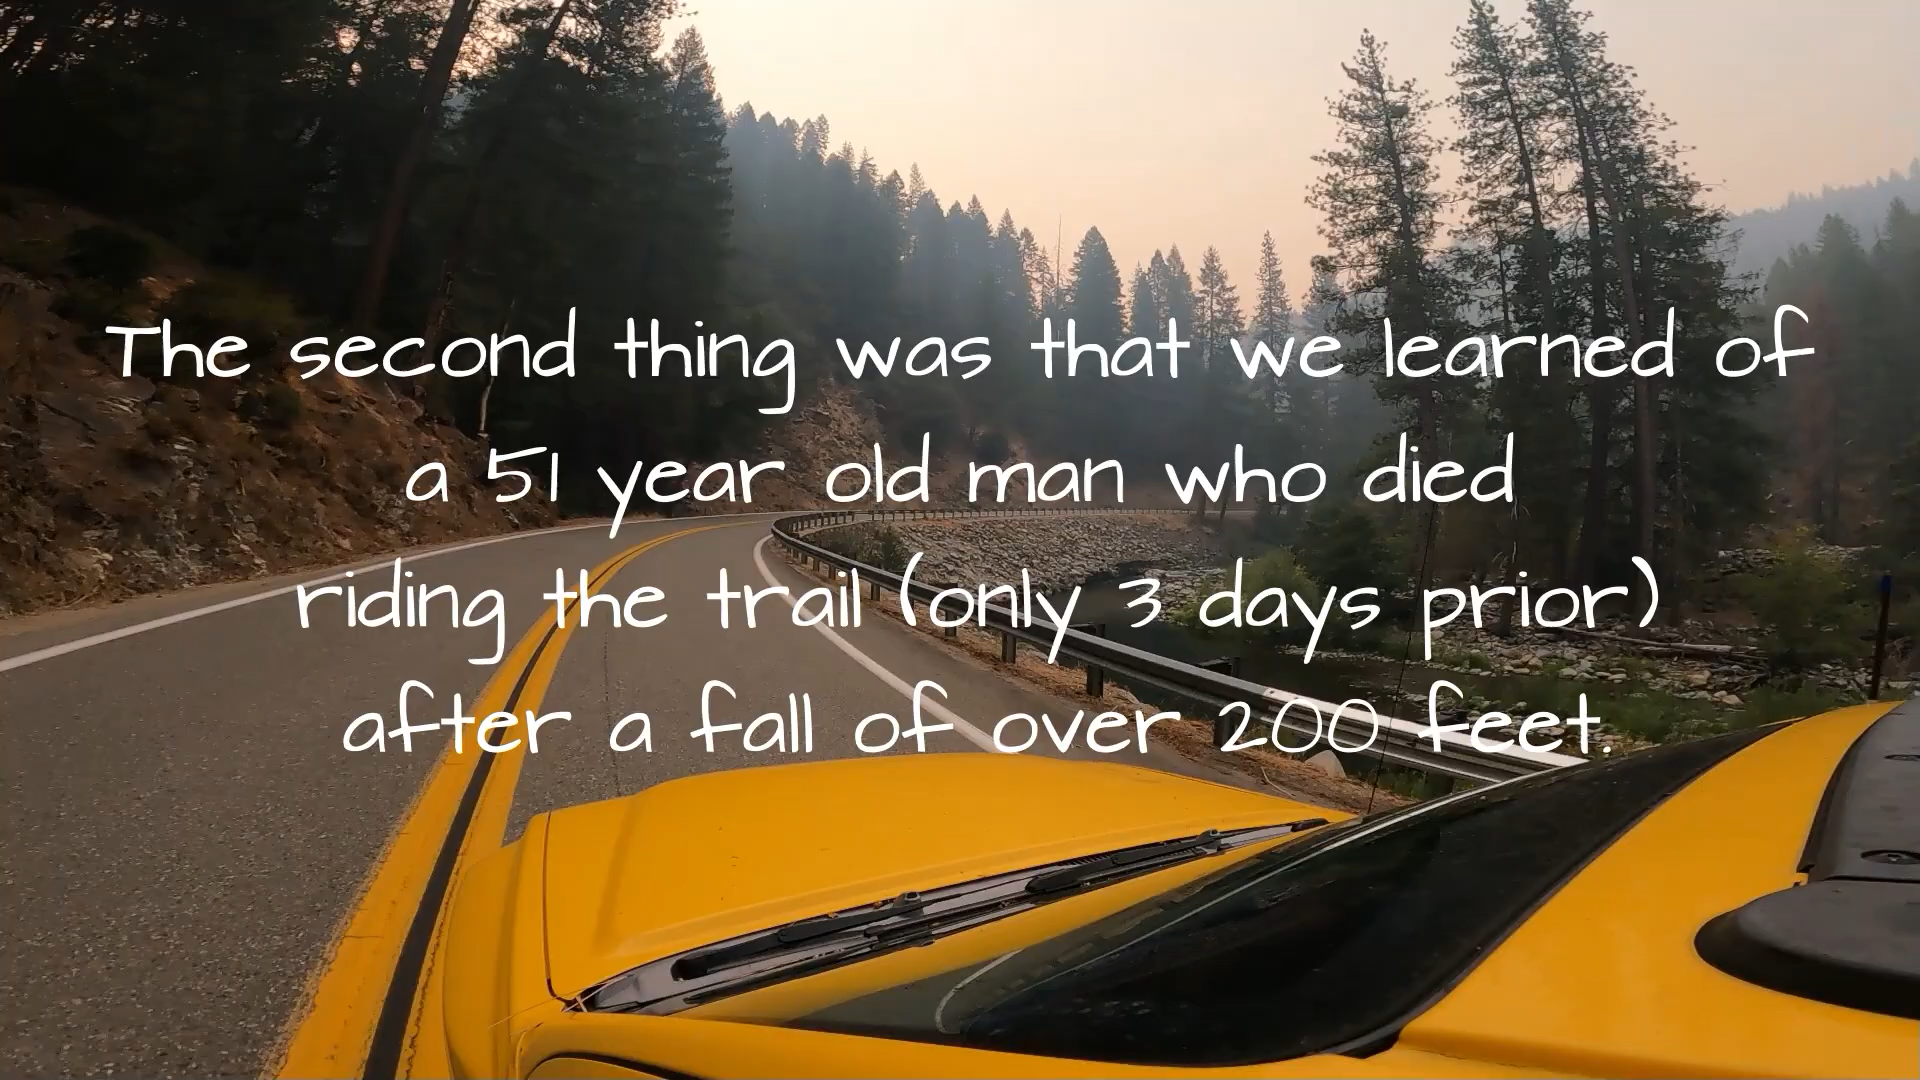 The second thing was that we learned of
a 51 year old man who died
riding the trail (only 3 days prior)
after a fall of over 200 feet.